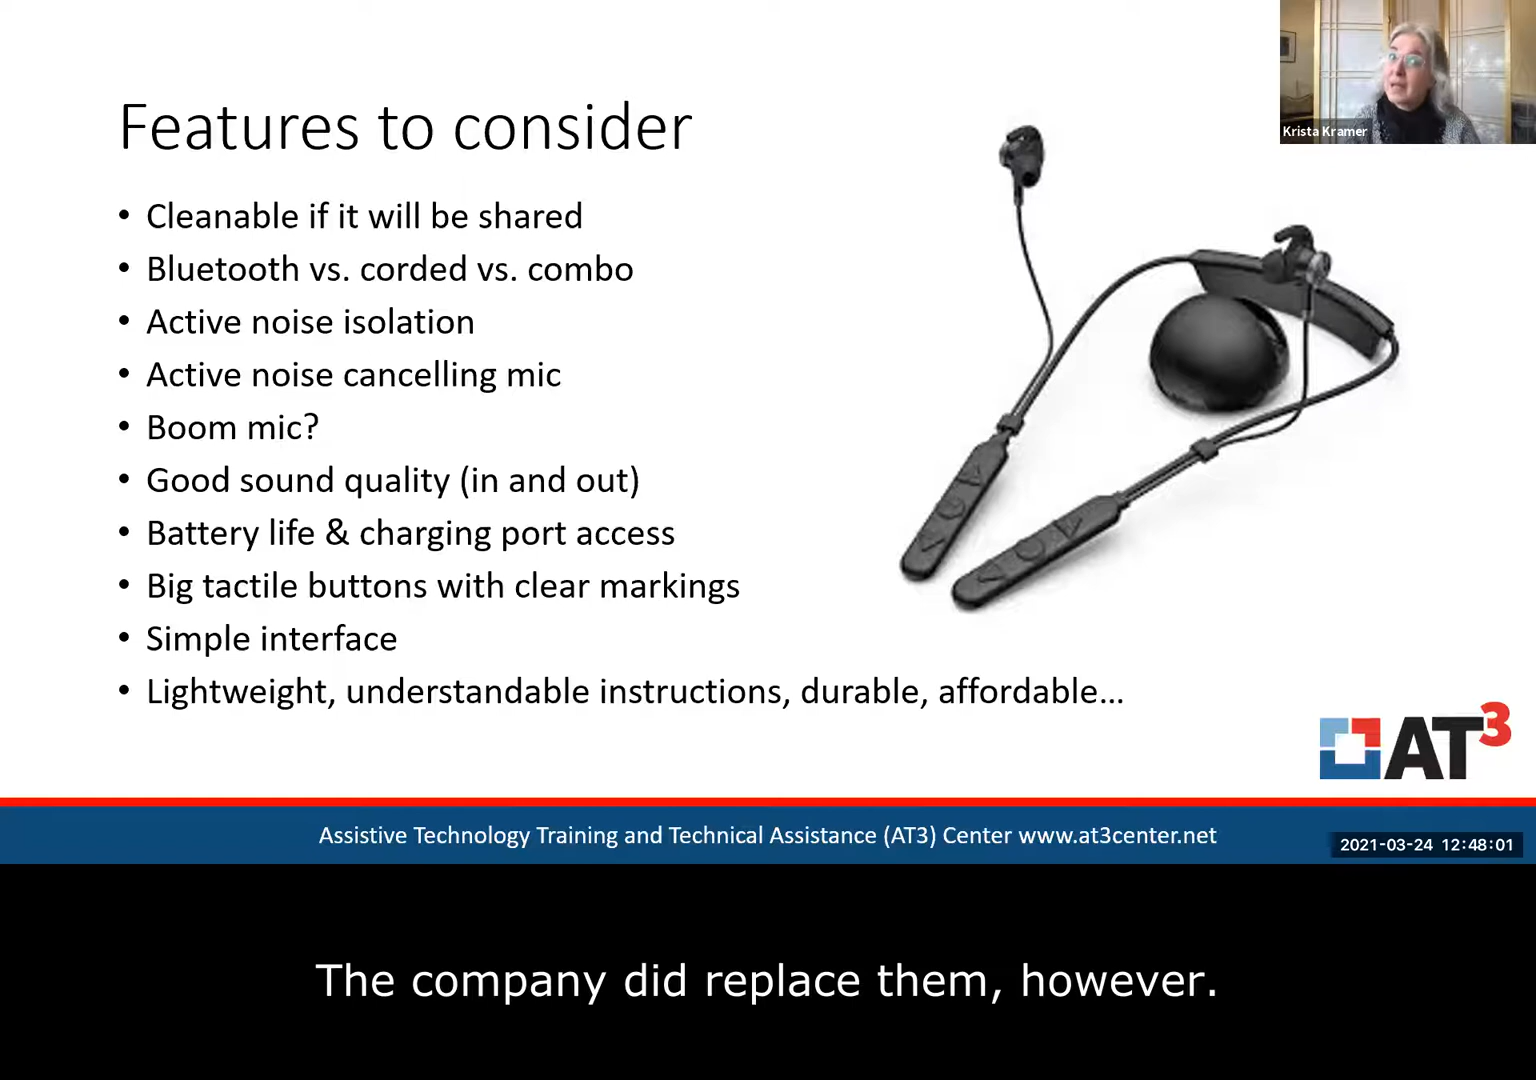 Krista Kramer
Features to consider
• Cleanable if it will be shared
• Bluetooth vs. corded vs. combo
• Active noise isolation
• Active noise cancelling mic
• Boom mic?
• Good sound quality (in and out)
• Battery life & charging port access
• Big tactile buttons with clear markings
• Simple interface
• Lightweight, understandable instructions, durable, affordable...
AT3
Assistive Technology Training and Technical Assistance (AT3) Center www.at3center.net
2021-03-24 12:48:01
The company did replace them, however.